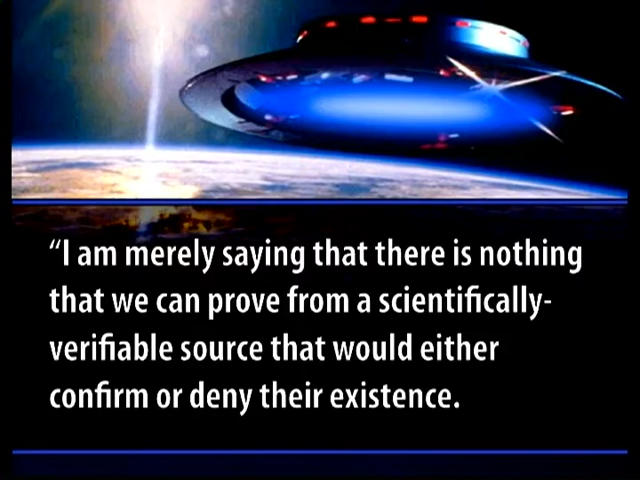 “I am merely saying that there is nothing
that we can prove from a scientifically-
verifiable source that would either
confirm or deny their existence.